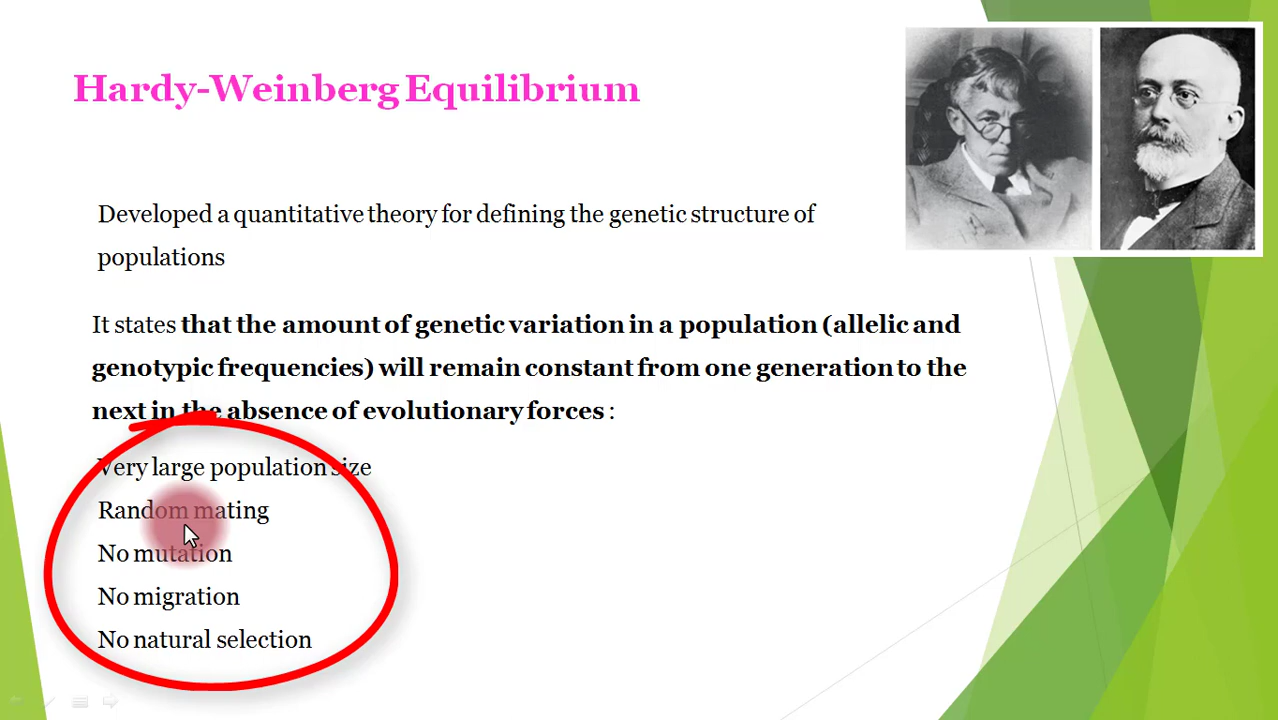 Hardy-Weinberg Equilibrium
Developed a quantitative theory for defining the genetic structure of
populations
It states that the amount of genetic variation in a population (allelic and
genotypic frequencies) will remain constant from one generation to the
next in the absence of evolutionary forces :
Very large population size
Random mating
No mutation
No migration
No natural selection